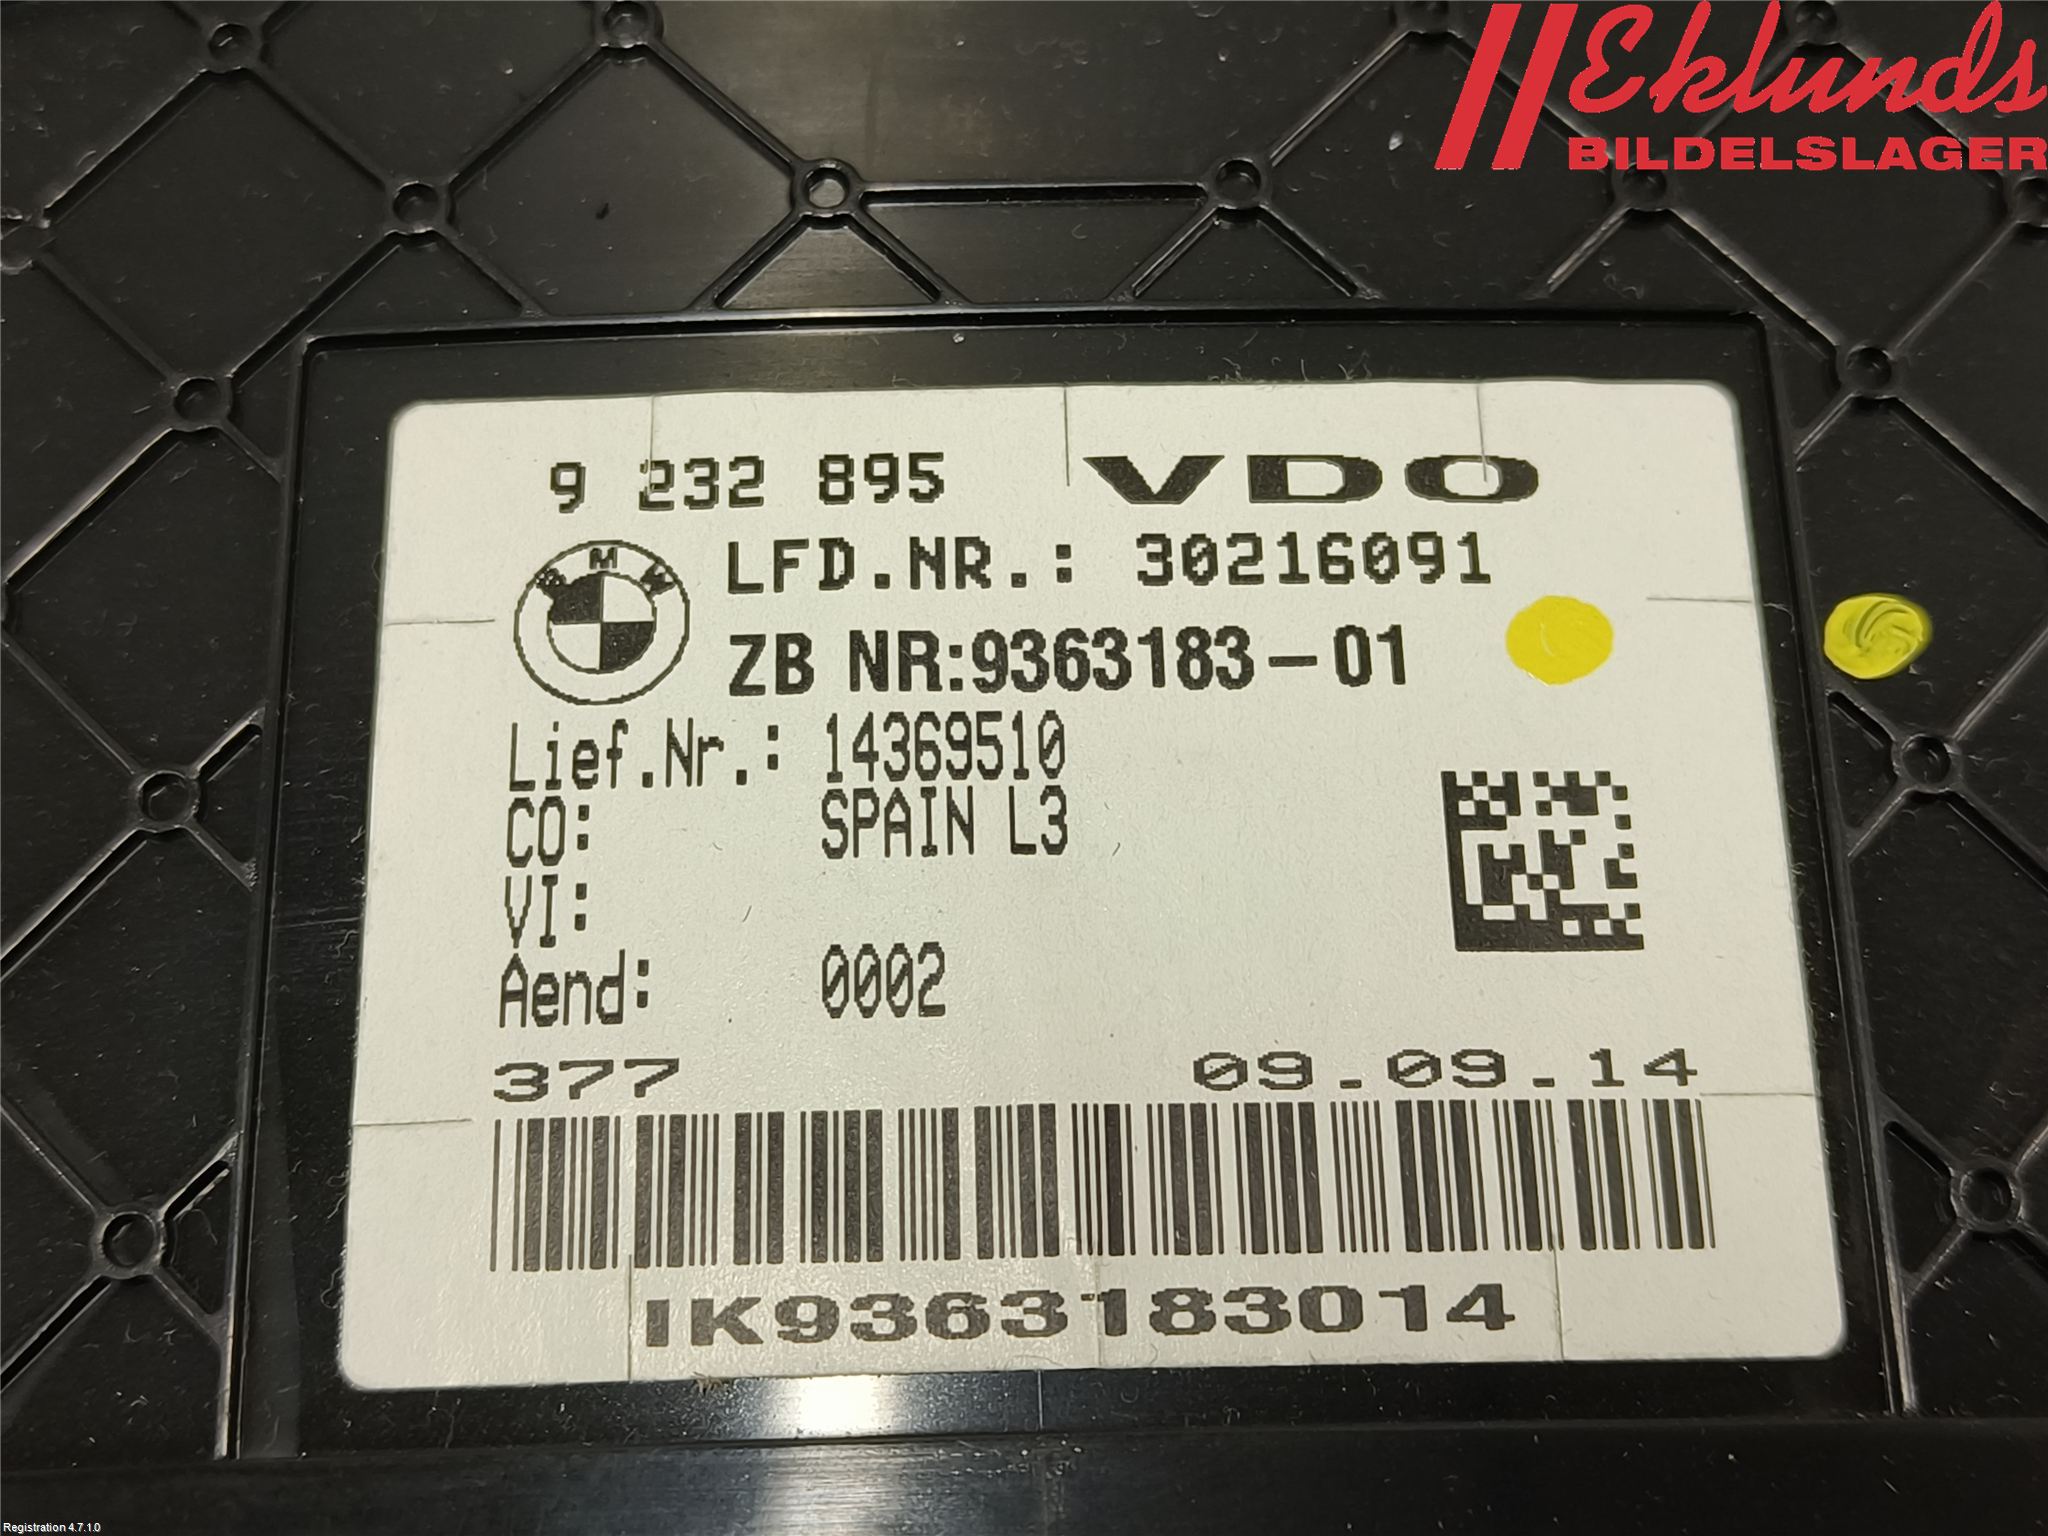 Eklunds
BILDELSLAGER
9 232 895 VDO
BMW
LFD.NR.: 30216091
ZB NR:9363183-01
Lief.Nr.: 14369510
CO: SPAIN L3
VI:
Aend: 0002
377 09.09.14
IK9363183014
Registration 4.7.1.0